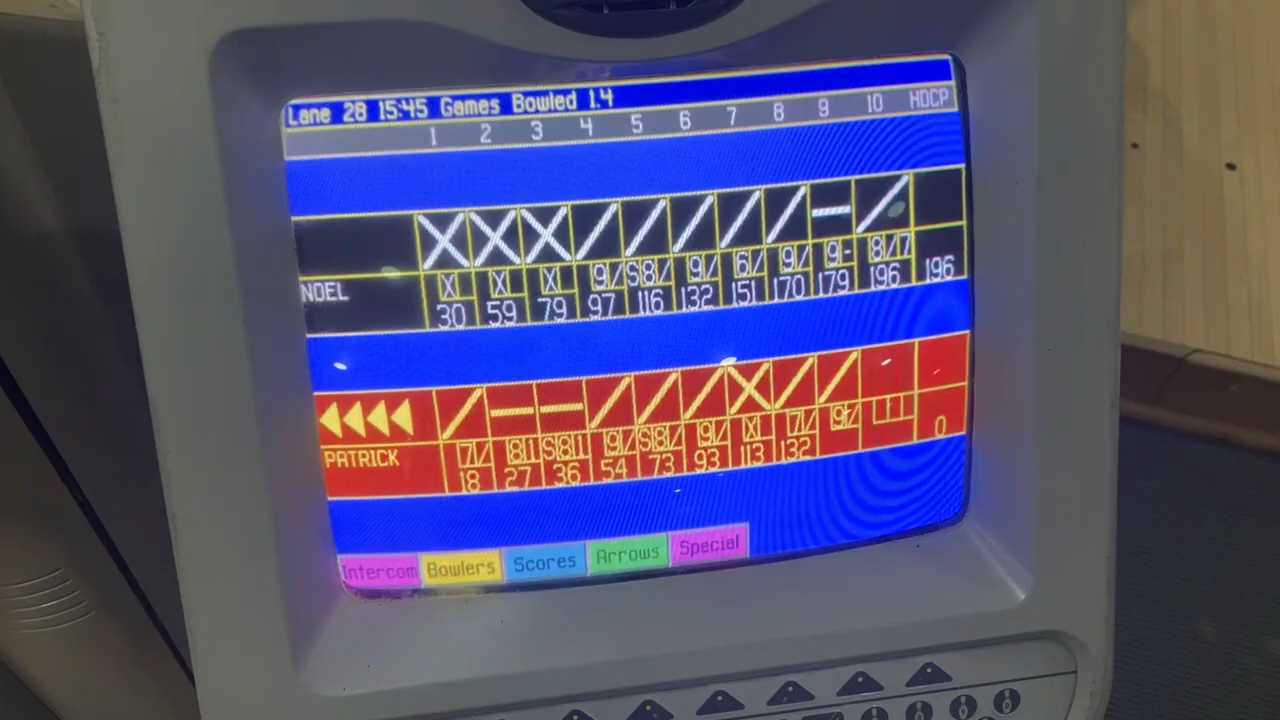 Lane 28 15:45 Games Bowled 1.4
1 2 3 4 5 6 7 8 9 10 HDCP
X X X / / / / / - /
NOEL X X X 9/ S8/ 9/ 6/ 9/ 9- 8/7
30 59 79 97 116 132 151 170 179 196 196
/ - - / / / X / /
PATRICK 7/ 81 S81 9/ S8/ 9/ X 7/ 9/
18 27 36 54 73 93 113 132 0
Intercom Bowlers Scores Arrows Special